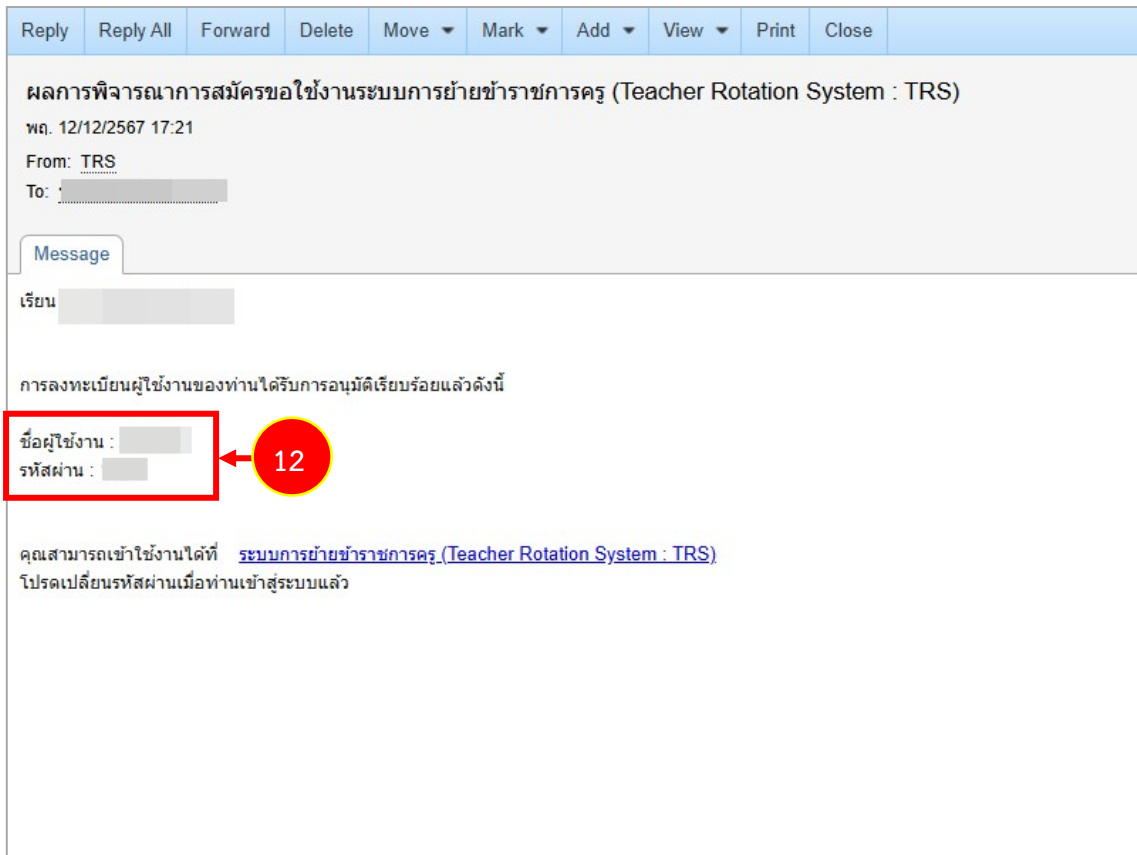 Reply Reply All Forward Delete Move Mark Add View Print Close
ผลการพิจารณาการสมัครขอใช้งานระบบการย้ายข้าราชการครู (Teacher Rotation System : TRS)
พฤ. 12/12/2567 17:21
From: TRS
To:
Message
เรียน
การลงทะเบียนผู้ใช้งานของท่านได้รับการอนุมัติเรียบร้อยแล้วดังนี้
ชื่อผู้ใช้งาน :
12
รหัสผ่าน :
คุณสามารถเข้าใช้งานได้ที่ ระบบการย้ายข้าราชการครู (Teacher Rotation System : TRS)
โปรดเปลี่ยนรหัสผ่านเมื่อท่านเข้าสู่ระบบแล้ว